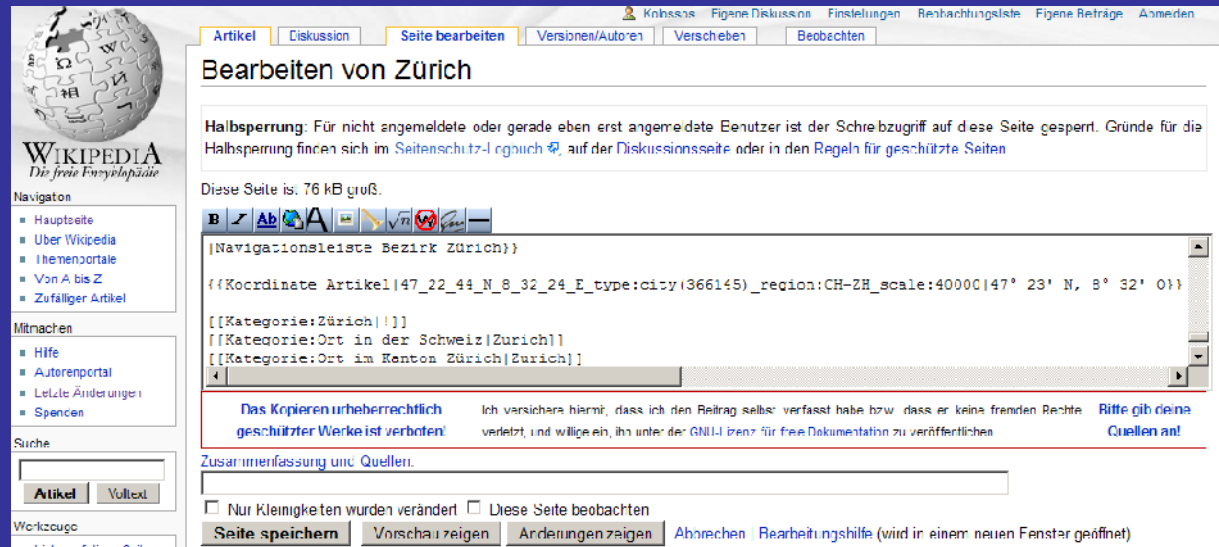 Kolossos Eigene Diskussion Einstellungen Beobachtungsliste Eigene Beiträge Abmelden
Artikel Diskussion Seite bearbeiten Versionen/Autoren Verschieben Beobachten
Bearbeiten von Zürich
Halbsperrung: Für nicht angemeldete oder gerade eben erst angemeldete Benutzer ist der Schreibzugriff auf diese Seite gesperrt. Gründe für die
Halbsperrung finden sich im Seitenschutz-Logbuch, auf der Diskussionsseite oder in den Regeln für geschützte Seiten
WIKIPEDIA
Die freie Enzyklopädie
Navigation
Hauptseite
Über Wikipedia
Themenportale
Von A bis Z
Zufälliger Artikel
Mitmachen
Hilfe
Autorenportal
Letzte Änderungen
Spenden
Suche
Artikel Volltext
Werkzeuge
Diese Seite ist 76 kB groß.
B I Ab A √n W
|Navigationsleiste Bezirk Zürich}}
{{Koordinate Artikel|47_22_44_N_8_32_24_E_type:city(366145)_region:CH-ZH_scale:40000|47° 23' N, 8° 32' O}}
[[Kategorie:Zürich|!]]
[[Kategorie:Ort in der Schweiz|Zurich]]
[[Kategorie:Ort im Kanton Zürich|Zurich]]
Das Kopieren urheberrechtlich
geschützter Werke ist verboten!
Ich versichere hiermit, dass ich den Beitrag selbst verfasst habe bzw. dass er keine fremden Rechte
verletzt, und willige ein, ihn unter der GNU-Lizenz für freie Dokumentation zu veröffentlichen
Bitte gib deine
Quellen an!
Zusammenfassung und Quellen:
Nur Kleinigkeiten wurden verändert Diese Seite beobachten
Seite speichern Vorschau zeigen Änderungen zeigen Abbrechen | Bearbeitungshilfe (wird in einem neuen Fenster geöffnet)